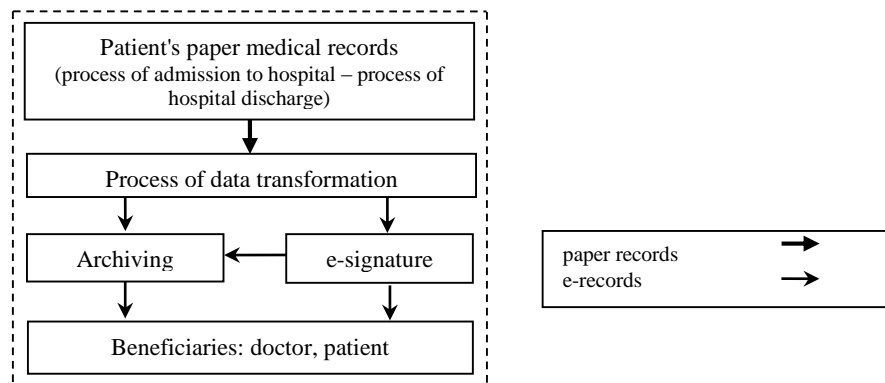 Patient's paper medical records
(process of admission to hospital – process of
hospital discharge)
Process of data transformation
Archiving
e-signature
Beneficiaries: doctor, patient
paper records
e-records